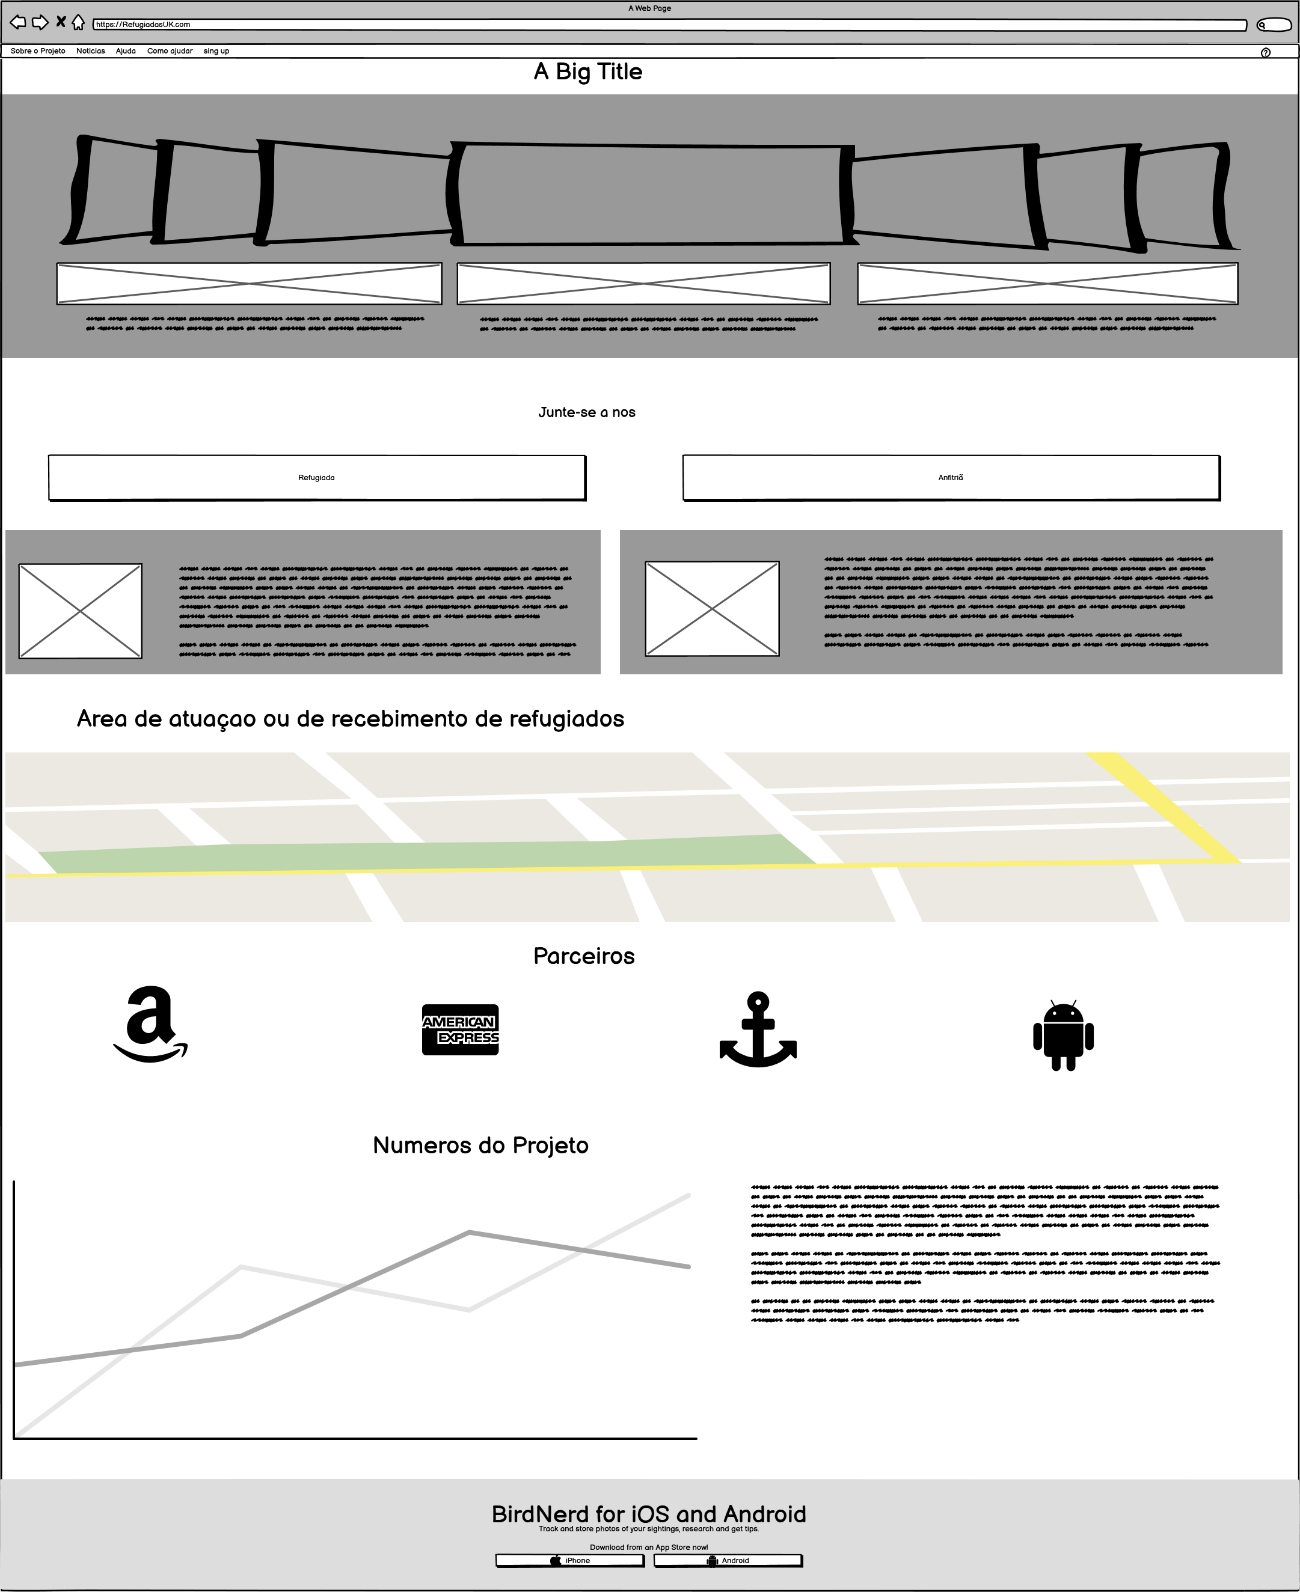 A Web Page
https://RefugiadosUK.com
Sobre o Projeto Noticias Ajuda Como ajudar sing up
A Big Title
Junte-se a nos
Refugiada
Anfitriã
Area de atuaçao ou de recebimento de refugiados
Parceiros
AMERICAN
EXPRESS
Numeros do Projeto
BirdNerd for iOS and Android
Track and store photos of your sightings, research and get tips.
Download from an App Store now!
iPhone
Android